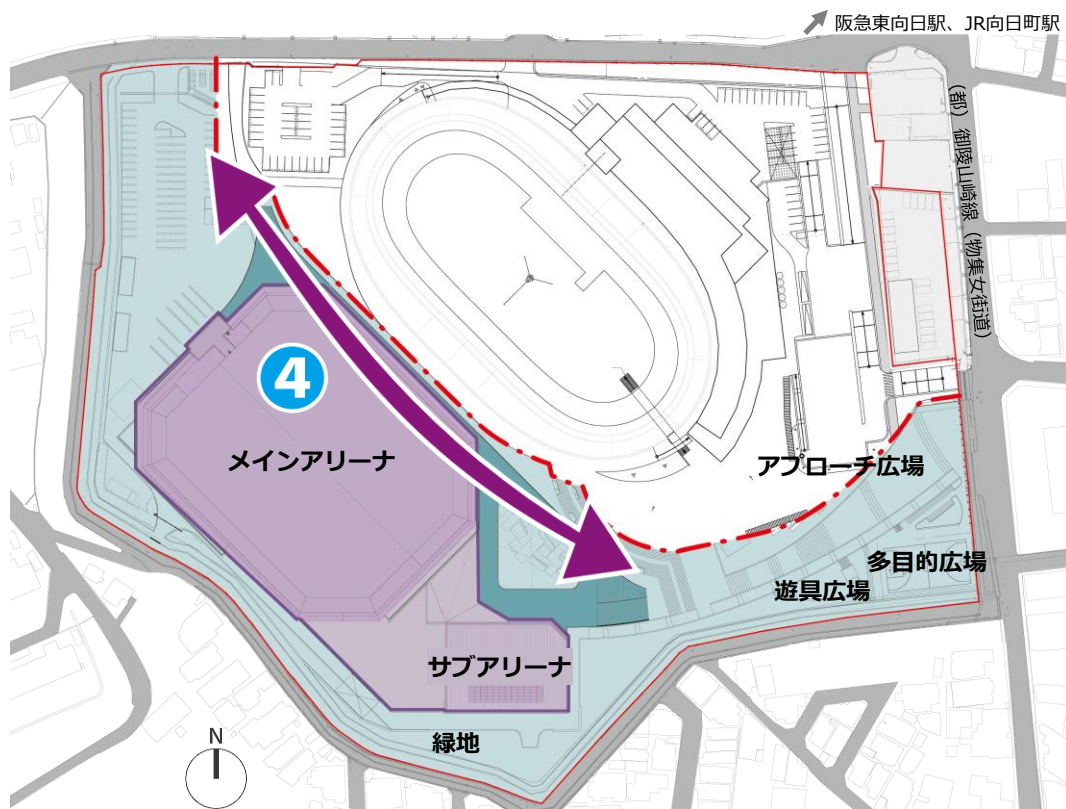 阪急東向日駅、JR向日町駅
(都) 御陵山崎線 (物集女街道)
4
メインアリーナ
アプローチ広場
多目的広場
遊具広場
サブアリーナ
緑地
N